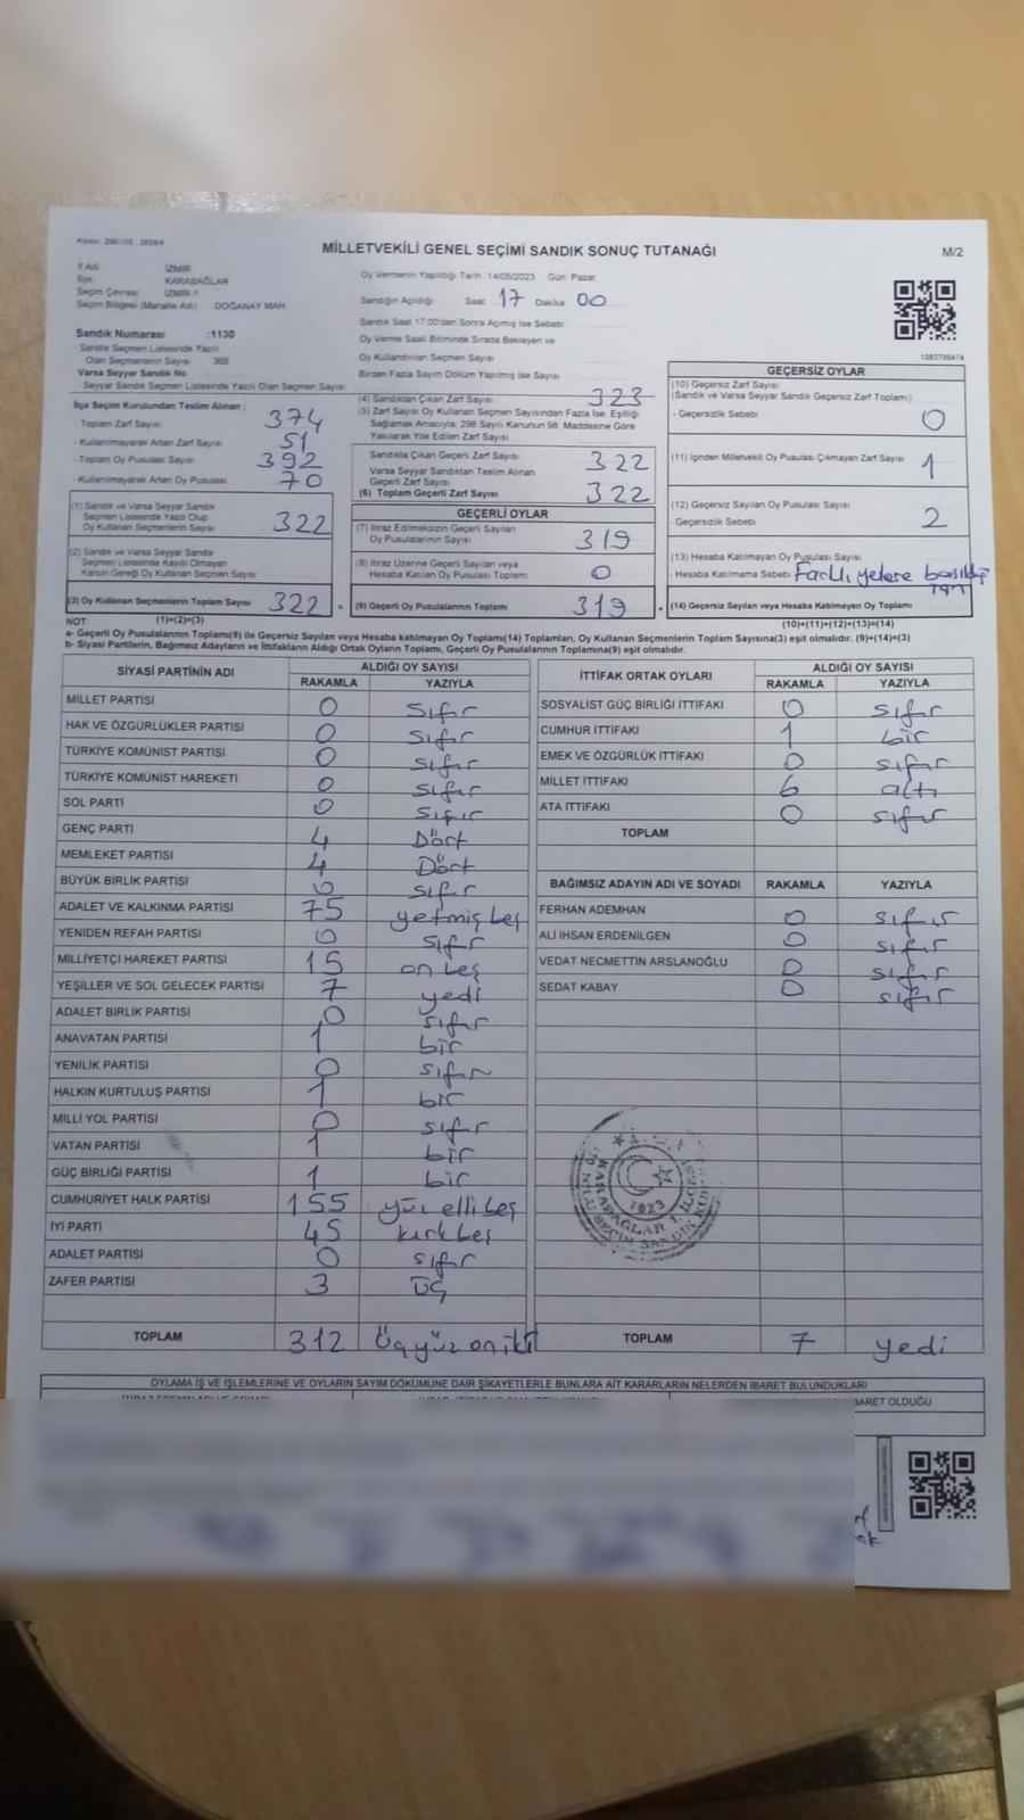 MİLLETVEKİLİ GENEL SEÇİMİ SANDIK SONUÇ TUTANAĞI
M/2
İZMİR
KARABAĞLAR
Seçim Çevresi İZMİR 1
Seçim Bölgesi (Mahalle Adı) DOĞANAY MAH.
Sandık Numarası :1130
Sandık Seçmen Listesinde Yazılı
Olan Seçmenlerin Sayısı
Varsa Seyyar Sandık No
Seyyar Sandık Seçmen Listesinde Yazılı Olan Seçmen Sayısı
İlçe Seçim Kurulundan Teslim Alınan :
- Toplam Zarf Sayısı 374
- Kullanılmayarak Artan Zarf Sayısı 51
- Toplam Oy Pusulası Sayısı 392
- Kullanılmayarak Artan Oy Pusulası 70
(1) Sandık ve Varsa Seyyar Sandık
Seçmen Listesinde Yazılı Olup
Oy Kullanan Seçmenlerin Sayısı 322
(2) Sandık ve Varsa Seyyar Sandık
Seçmen Listesinde Kaydı Olmayan
Kanun Gereği Oy Kullanan Seçmen Sayısı
(3) Oy Kullanan Seçmenlerin Toplam Sayısı 322
(1)+(2)=(3)
Oy Vermenin Yapıldığı Tarih: 14/05/2023 Gün: Pazar
Sandığın Açıldığı Saat 17 Dakika 00
Sandık Saat 17:00'dan Sonra Açılmış İse Sebebi
Oy Verme Saati Bitiminde Sırada Bekleyen ve
Oy Kullandırılan Seçmen Sayısı
Birden Fazla Sayım Döküm Yapılmış İse Sayısı
(4) Sandıktan Çıkan Zarf Sayısı 323
(5) Zarf Sayısı Oy Kullanan Seçmen Sayısından Fazla İse, Eşitliği
Sağlamak Amacıyla, 298 Sayılı Kanunun 98. Maddesine Göre
Yakılarak Yok Edilen Zarf Sayısı
Sandıkta Çıkan Geçerli Zarf Sayısı 322
Varsa Seyyar Sandıktan Teslim Alınan
Geçerli Zarf Sayısı
(6) Toplam Geçerli Zarf Sayısı 322
GEÇERLİ OYLAR
(7) İtiraz Edilmeksizin Geçerli Sayılan
Oy Pusulalarının Sayısı 319
(8) İtiraz Üzerine Geçerli Sayılan veya
Hesaba Katılan Oy Pusulası Toplamı 0
(9) Geçerli Oy Pusulalarının Toplamı 319
GEÇERSİZ OYLAR
(10) Geçersiz Zarf Sayısı
(Sandık ve Varsa Seyyar Sandık Geçersiz Zarf Toplamı)
- Geçersizlik Sebebi 0
(11) İçinden Milletvekili Oy Pusulası Çıkmayan Zarf Sayısı 1
(12) Geçersiz Sayılan Oy Pusulası Sayısı
- Geçersizlik Sebebi 2
(13) Hesaba Katılmayan Oy Pusulası Sayısı
- Hesaba Katılmama Sebebi Farklı yerlere basıldığı
(14) Geçersiz Sayılan veya Hesaba Katılmayan Oy Toplamı
(10)+(11)+(12)+(13)=(14)
NOT:
a- Geçerli Oy Pusulalarının Toplamı(9) ile Geçersiz Sayılan veya Hesaba katılmayan Oy Toplamı(14) Toplamları, Oy Kullanan Seçmenlerin Toplam Sayısına(3) eşit olmalıdır. (9)+(14)=(3)
b- Siyasi Partilerin, Bağımsız Adayların ve İttifakların Aldığı Ortak Oyların Toplamı, Geçerli Oy Pusulalarının Toplamına(9) eşit olmalıdır.
SİYASİ PARTİNİN ADI ALDIĞI OY SAYISI
RAKAMLA YAZIYLA
MİLLET PARTİSİ 0 sıfır
HAK VE ÖZGÜRLÜKLER PARTİSİ 0 sıfır
TÜRKİYE KOMÜNİST PARTİSİ 0 sıfır
TÜRKİYE KOMÜNİST HAREKETİ 0 sıfır
SOL PARTİ 0 sıfır
GENÇ PARTİ 4 Dört
MEMLEKET PARTİSİ 4 Dört
BÜYÜK BİRLİK PARTİSİ 0 sıfır
ADALET VE KALKINMA PARTİSİ 75 yetmiş beş
YENİDEN REFAH PARTİSİ 0 sıfır
MİLLİYETÇİ HAREKET PARTİSİ 15 on beş
YEŞİLLER VE SOL GELECEK PARTİSİ 7 yedi
ADALET BİRLİK PARTİSİ 0 sıfır
ANAVATAN PARTİSİ 1 bir
YENİLİK PARTİSİ 0 sıfır
HALKIN KURTULUŞ PARTİSİ 1 bir
MİLLİ YOL PARTİSİ 0 sıfır
VATAN PARTİSİ 1 bir
GÜÇ BİRLİĞİ PARTİSİ 1 bir
CUMHURİYET HALK PARTİSİ 155 yüz elli beş
İYİ PARTİ 45 kırk beş
ADALET PARTİSİ 0 sıfır
ZAFER PARTİSİ 3 üç
TOPLAM 312 Üçyüz on iki
İTTİFAK ORTAK OYLARI ALDIĞI OY SAYISI
RAKAMLA YAZIYLA
SOSYALİST GÜÇ BİRLİĞİ İTTİFAKI 0 sıfır
CUMHUR İTTİFAKI 1 bir
EMEK VE ÖZGÜRLÜK İTTİFAKI 0 sıfır
MİLLET İTTİFAKI 6 altı
ATA İTTİFAKI 0 sıfır
TOPLAM
BAĞIMSIZ ADAYIN ADI VE SOYADI RAKAMLA YAZIYLA
FERHAN ADEMHAN 0 sıfır
ALİ İHSAN ERDENİLGEN 0 sıfır
VEDAT NECMETTİN ARSLANOĞLU 0 sıfır
SEDAT KABAY 0 sıfır
1923
TOPLAM 7 yedi
OYLAMA İŞ VE İŞLEMLERİNE VE OYLARIN SAYIM DÖKÜMÜNE DAİR ŞİKAYETLERLE BUNLARA AİT KARARLARIN NELERDEN İBARET BULUNDUKLARI
OLDUĞU